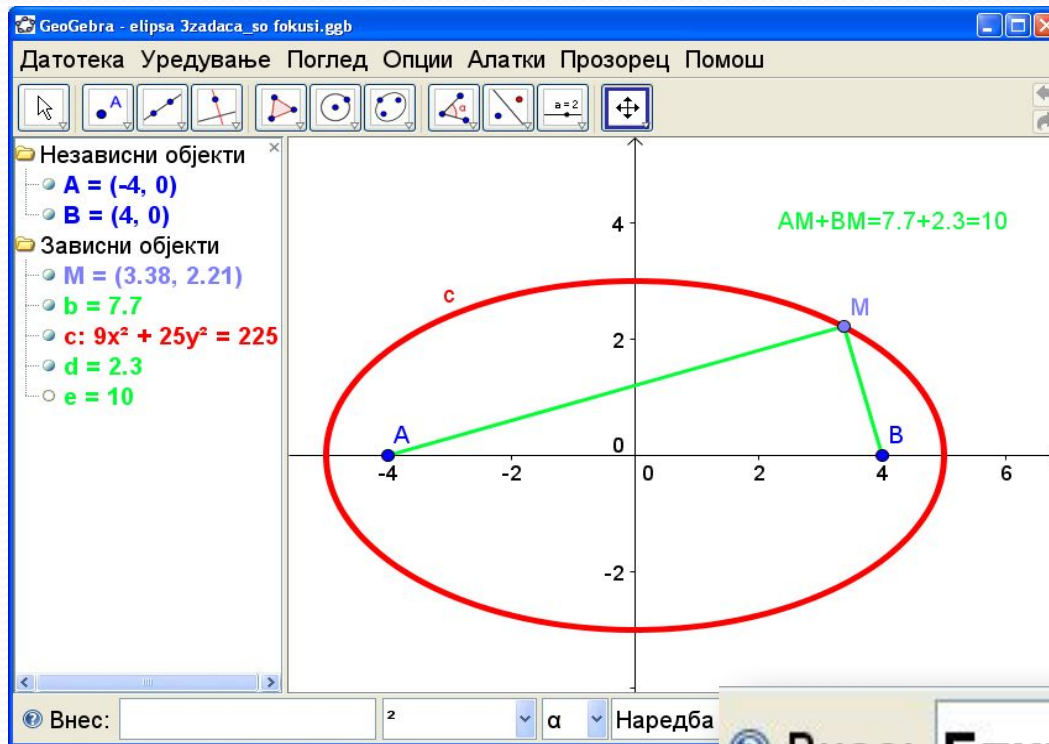 GeoGebra - elipsa 3zadaca_so fokusi.ggb
Датотека Уредување Поглед Опции Алатки Прозорец Помош
A
α
a = 2
Независни објекти
A = (-4, 0)
B = (4, 0)
Зависни објекти
M = (3.38, 2.21)
b = 7.7
c: 9x² + 25y² = 225
d = 2.3
e = 10
AM+BM=7.7+2.3=10
4
c
M
2
A
B
0
-4
-2
0
2
4
6
-2
Внес:
²
α
Наредба